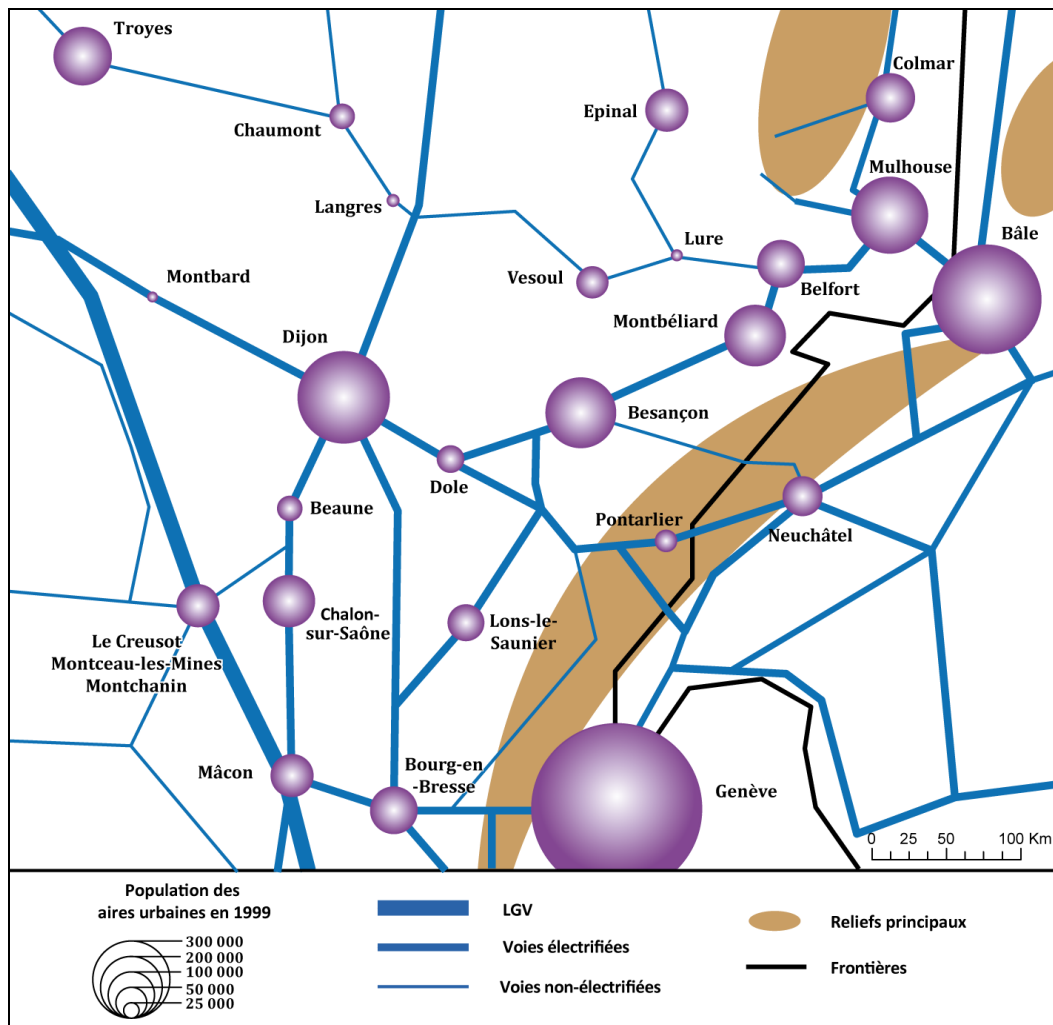 Troyes
Colmar
Epinal
Chaumont
Mulhouse
Langres
Lure
Bâle
Vesoul
Belfort
Montbard
Montbéliard
Dijon
Besançon
Dole
Beaune
Pontarlier
Neuchâtel
Chalon-
sur-Saône
Lons-le-
Saunier
Le Creusot
Montceau-les-Mines
Montchanin
Mâcon
Bourg-en
-Bresse
Genève
0 25 50 100 Km
Population des
aires urbaines en 1999
300 000
200 000
100 000
50 000
25 000
LGV
Voies électrifiées
Voies non-électrifiées
Reliefs principaux
Frontières